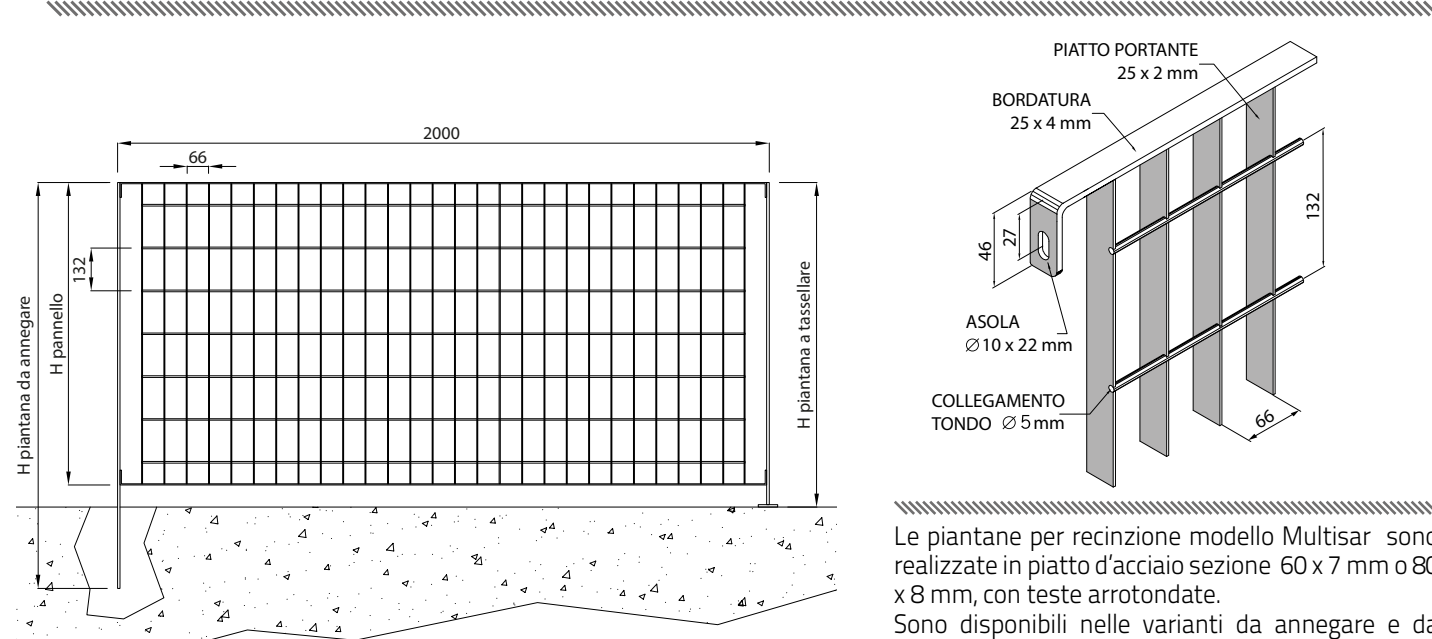 2000
66
132
H piantana da annegare
H pannello
H piantana a tassellare
PIATTO PORTANTE
25 x 2 mm
BORDATURA
25 x 4 mm
46
27
132
ASOLA
∅ 10 x 22 mm
COLLEGAMENTO
TONDO ∅ 5 mm
66
Le piantane per recinzione modello Multisar sono
realizzate in piatto d'acciaio sezione 60 x 7 mm o 80
x 8 mm, con teste arrotondate.
Sono disponibili nelle varianti da annegare e da